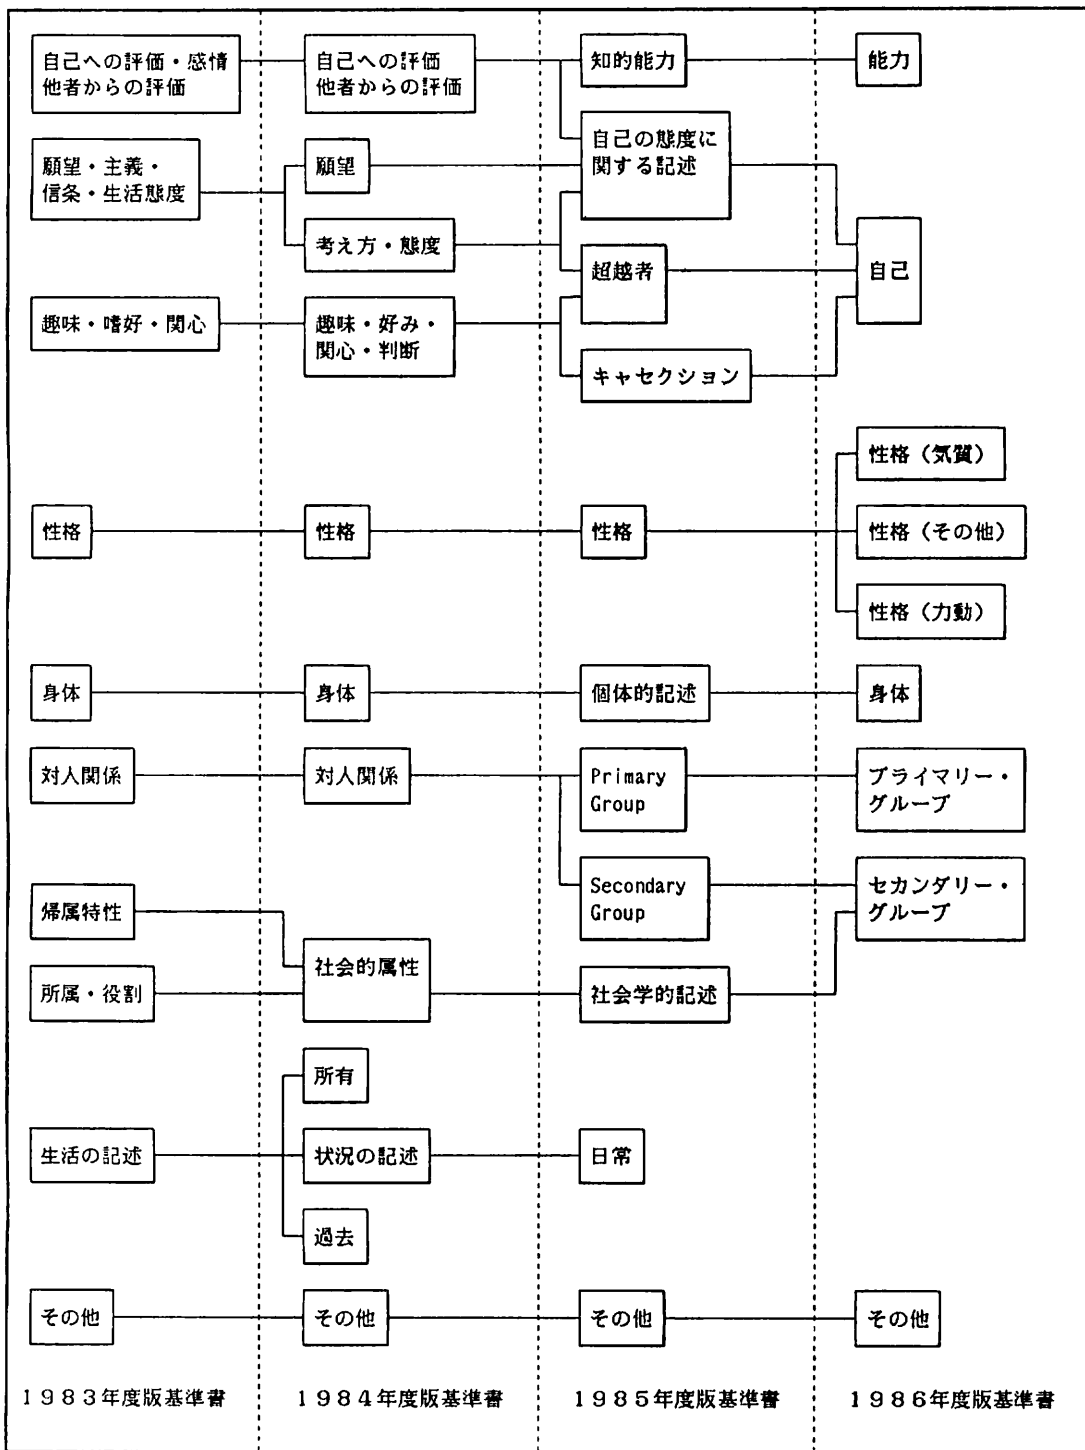 自己への評価・感情
他者からの評価
願望・主義・
信条・生活態度
趣味・嗜好・関心
性格
身体
対人関係
帰属特性
所属・役割
生活の記述
その他
1983年度版基準書
自己への評価
他者からの評価
願望
考え方・態度
趣味・好み・
関心・判断
性格
身体
対人関係
社会的属性
所有
状況の記述
過去
その他
1984年度版基準書
知的能力
自己の態度に
関する記述
超越者
キャセクション
性格
個体的記述
Primary
Group
Secondary
Group
社会学的記述
日常
その他
1985年度版基準書
能力
自己
性格（気質）
性格（その他）
性格（力動）
身体
プライマリー・
グループ
セカンダリー・
グループ
その他
1986年度版基準書